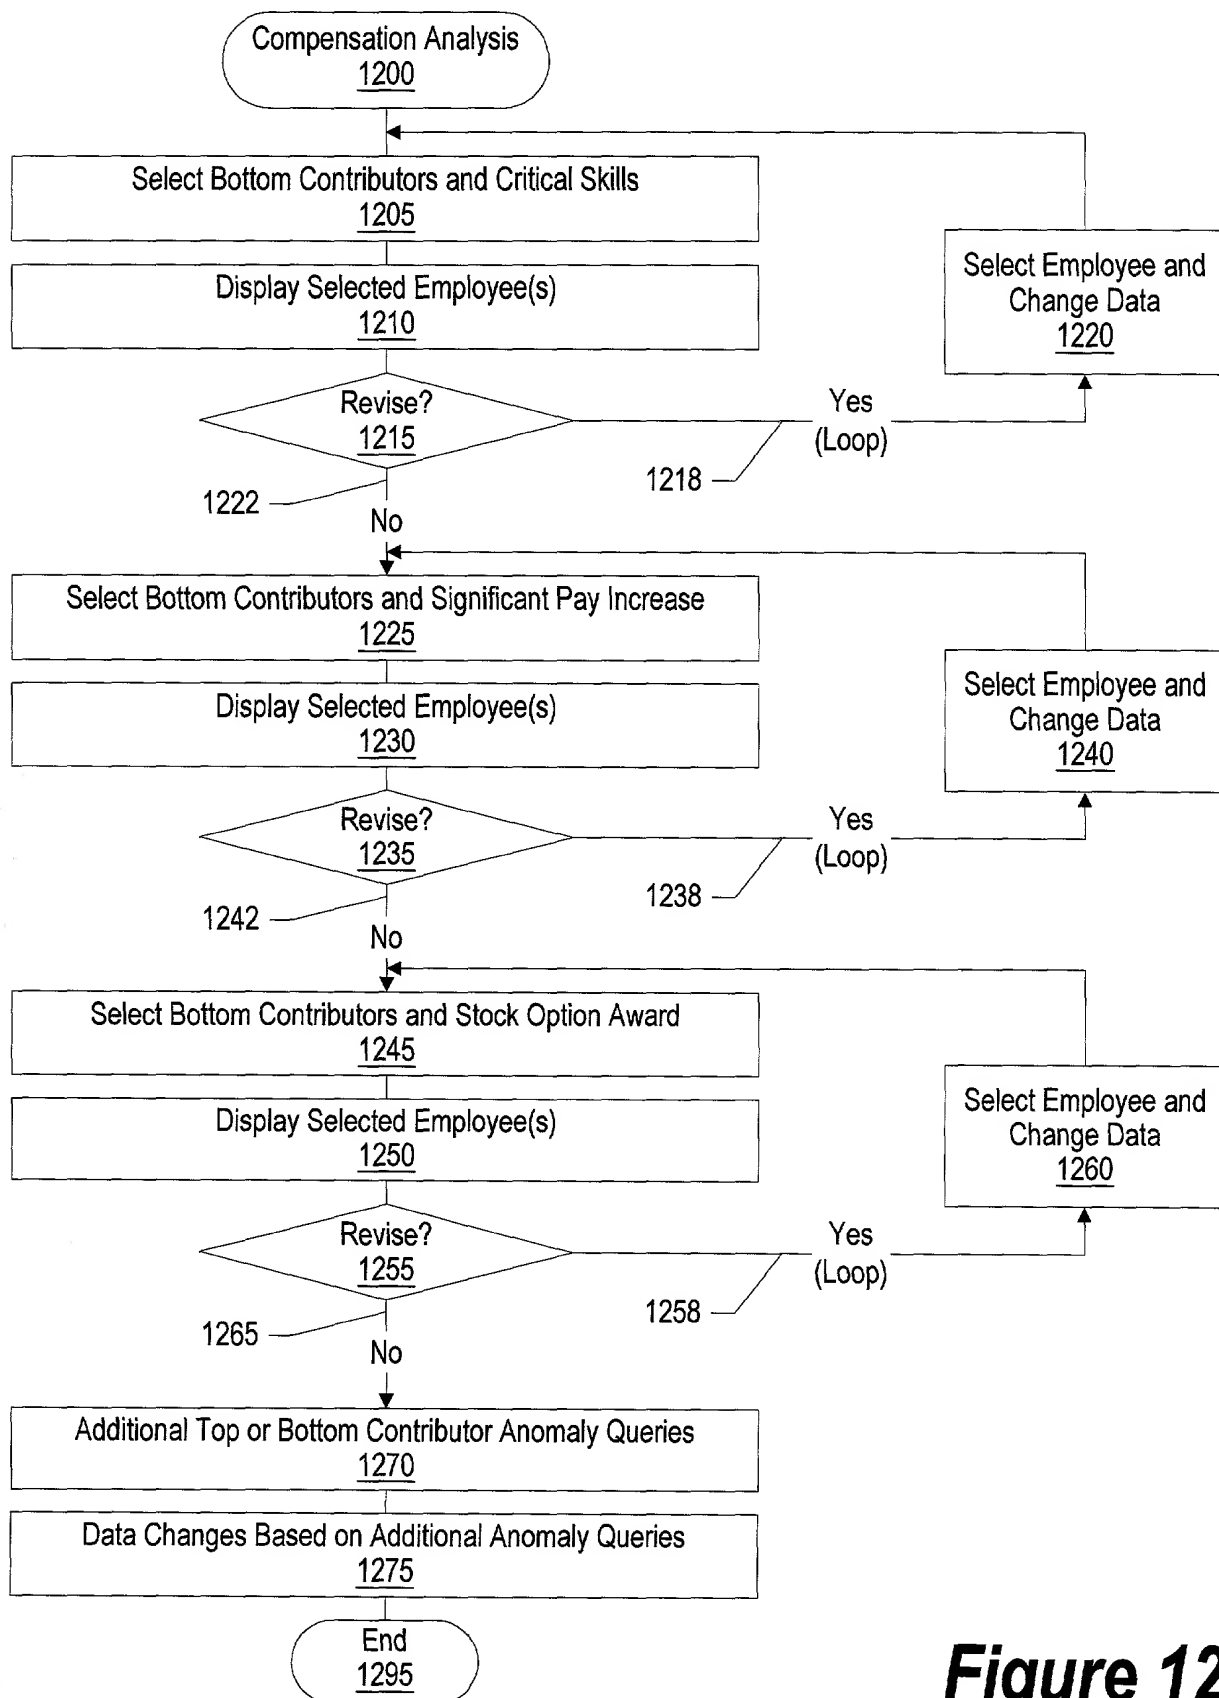 Compensation Analysis
1200
Select Bottom Contributors and Critical Skills
1205
Display Selected Employee(s)
1210
Select Employee and
Change Data
1220
Revise?
1215
Yes
(Loop)
1218
1222
No
Select Bottom Contributors and Significant Pay Increase
1225
Display Selected Employee(s)
1230
Select Employee and
Change Data
1240
Revise?
1235
Yes
(Loop)
1238
1242
No
Select Bottom Contributors and Stock Option Award
1245
Display Selected Employee(s)
1250
Select Employee and
Change Data
1260
Revise?
1255
Yes
(Loop)
1258
1265
No
Additional Top or Bottom Contributor Anomaly Queries
1270
Data Changes Based on Additional Anomaly Queries
1275
End
1295
Figure 12